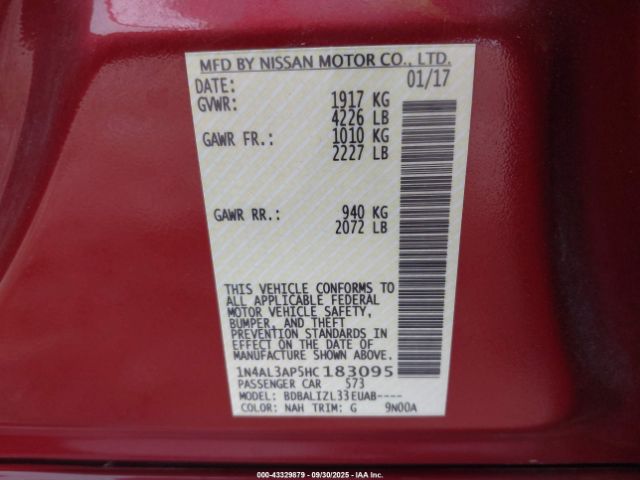 MFD BY NISSAN MOTOR CO., LTD.
DATE: 01/17
GVWR: 1917 KG
4226 LB
GAWR FR.: 1010 KG
2227 LB
GAWR RR.: 940 KG
2072 LB
THIS VEHICLE CONFORMS TO
ALL APPLICABLE FEDERAL
MOTOR VEHICLE SAFETY,
BUMPER, AND THEFT
PREVENTION STANDARDS IN
EFFECT ON THE DATE OF
MANUFACTURE SHOWN ABOVE.
1N4AL3AP5HC183095
PASSENGER CAR 573
MODEL: BDBALIZL33EUAB----
COLOR: NAH TRIM: G 9N00A
000-43329879 - 09/30/2025 - IAA Inc.